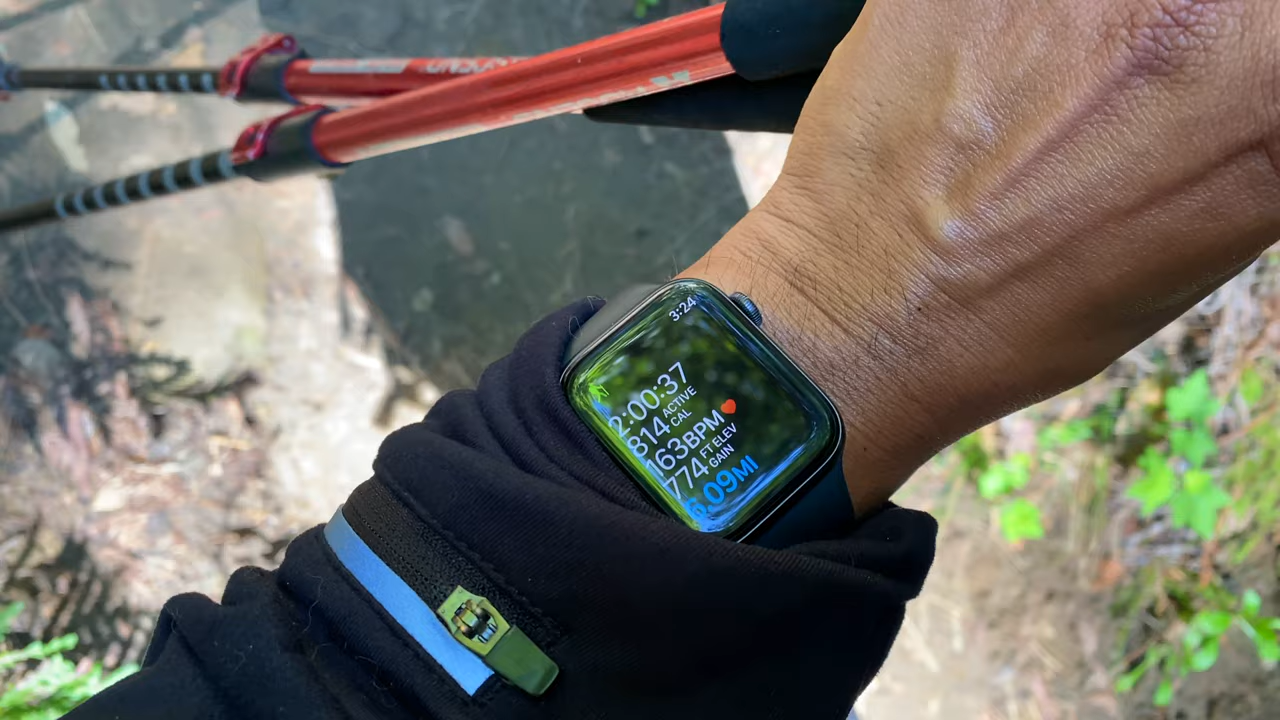 3:24
2:00:37
814 ACTIVE CAL
163BPM
774 FT ELEV GAIN
6.09MI